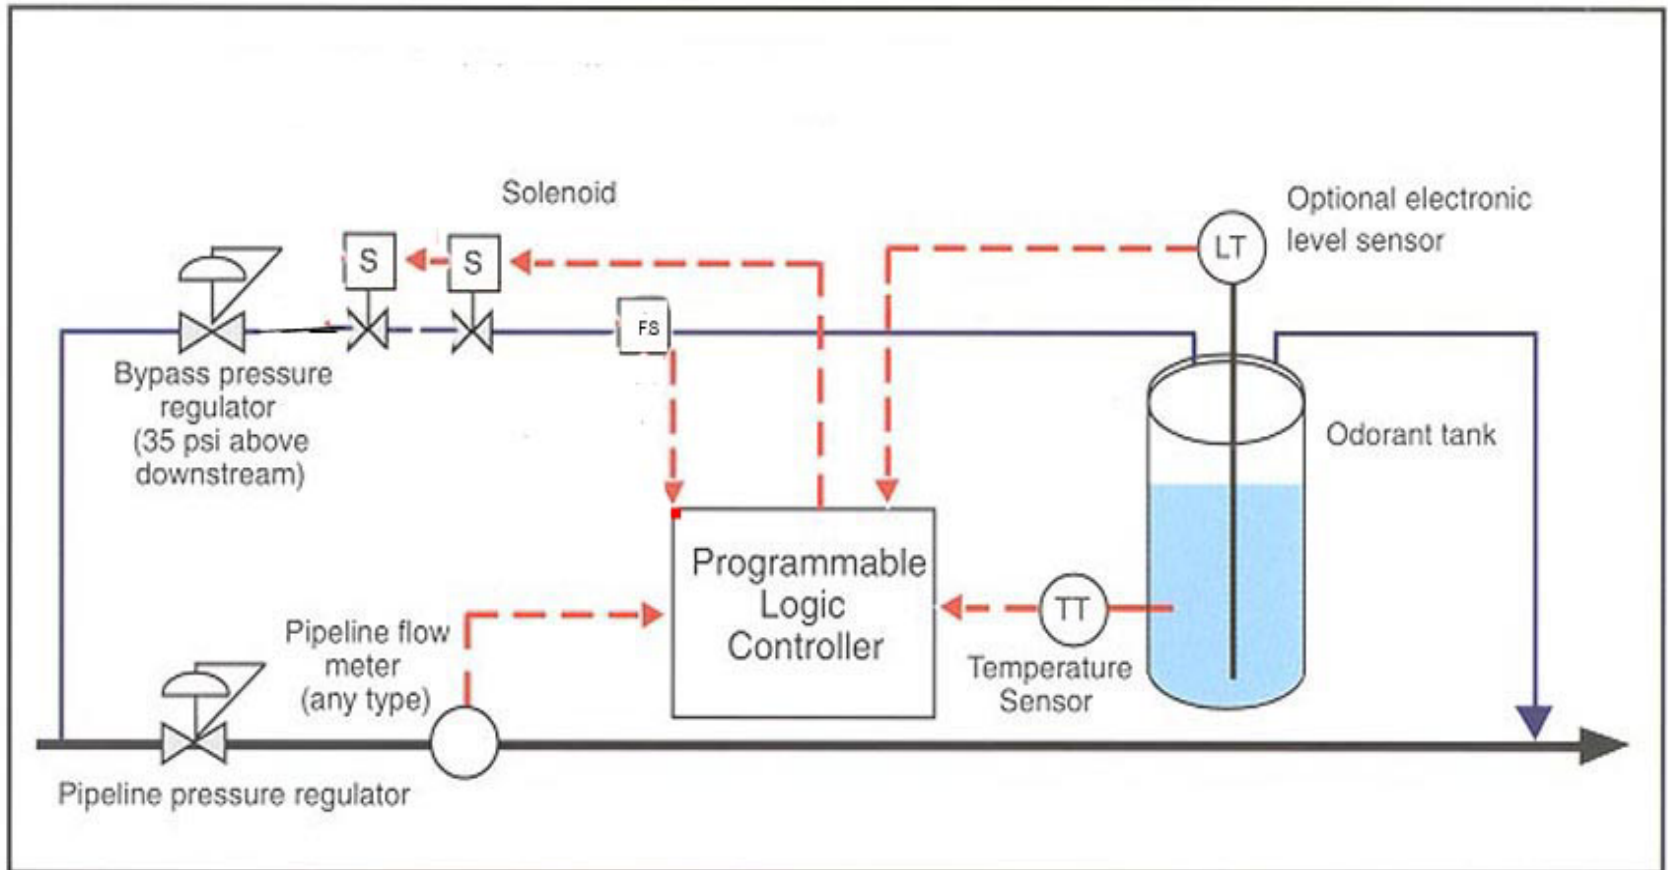 Solenoid
S
S
Optional electronic
level sensor
LT
FS
Bypass pressure
regulator
(35 psi above
downstream)
Odorant tank
Programmable
Logic
Controller
TT
Temperature
Sensor
Pipeline flow
meter
(any type)
Pipeline pressure regulator